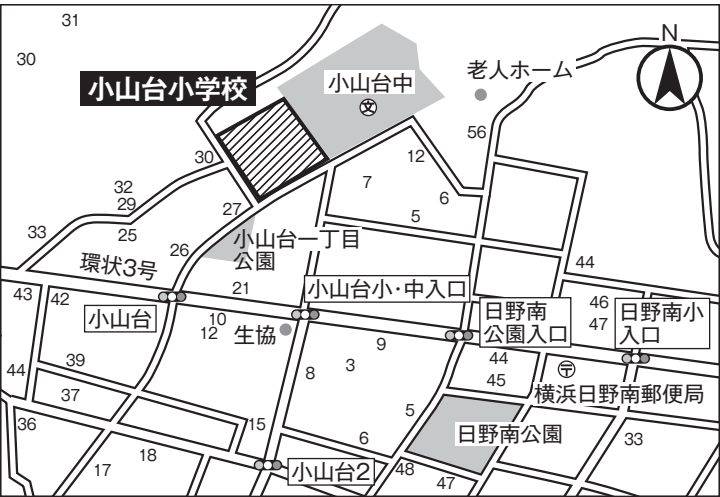 31
30
小山台小学校
小山台中
文
老人ホーム
N
56
30
12
7
6
32
29
27
5
33
25
26
小山台一丁目
公園
環状3号
44
21
小山台小・中入口
43
42
小山台
10
12
生協
日野南
公園入口
46
47
日野南小
入口
9
44
〒
39
3
8
45
横浜日野南郵便局
44
37
5
36
15
6
日野南公園
33
18
17
小山台2
48
47